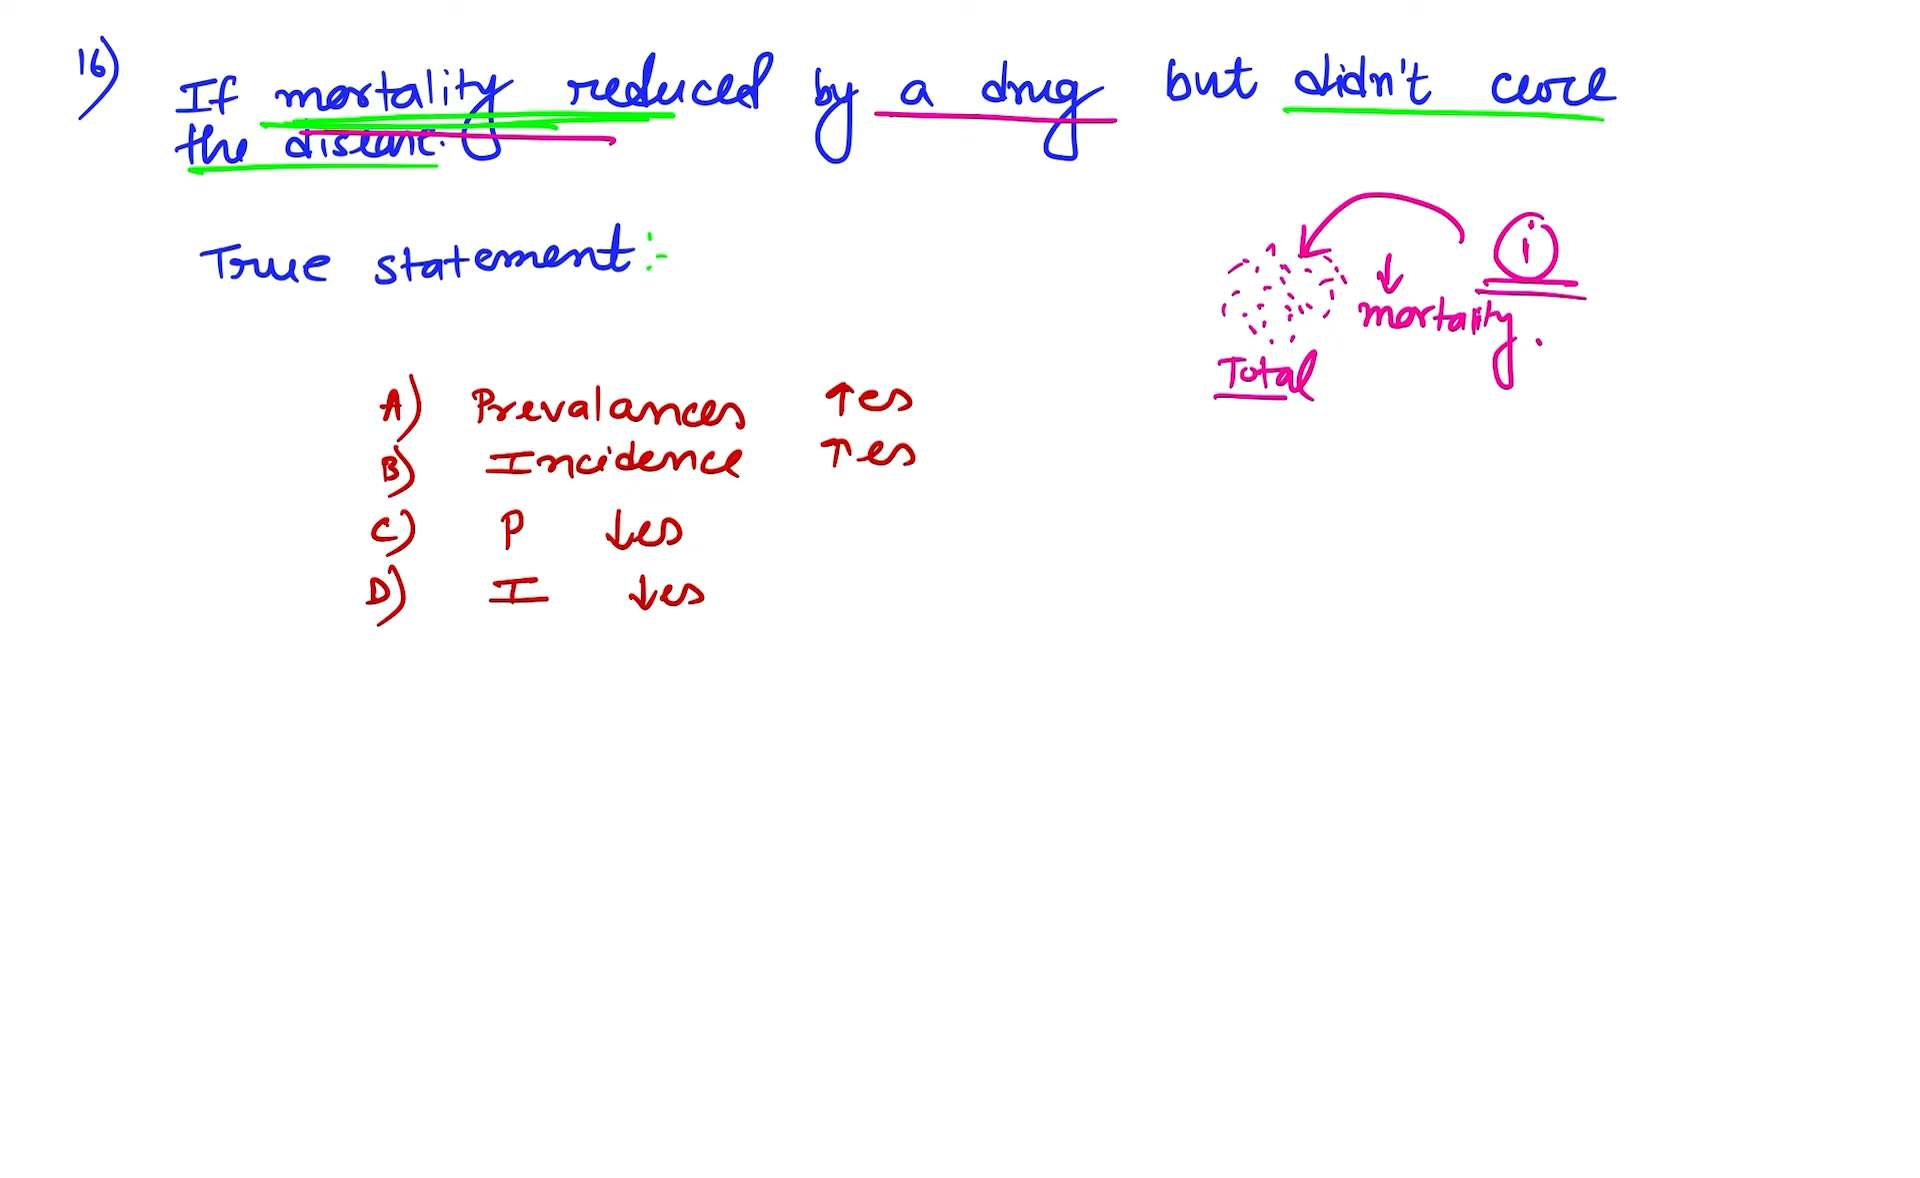 16)
If mortality reduced by a drug but didn't cure
the disease.
True statement :-
A) Prevalances ↑es
B) Incidence ↑es
C) P ↓es
D) I ↓es
i
↓
mortality.
Total